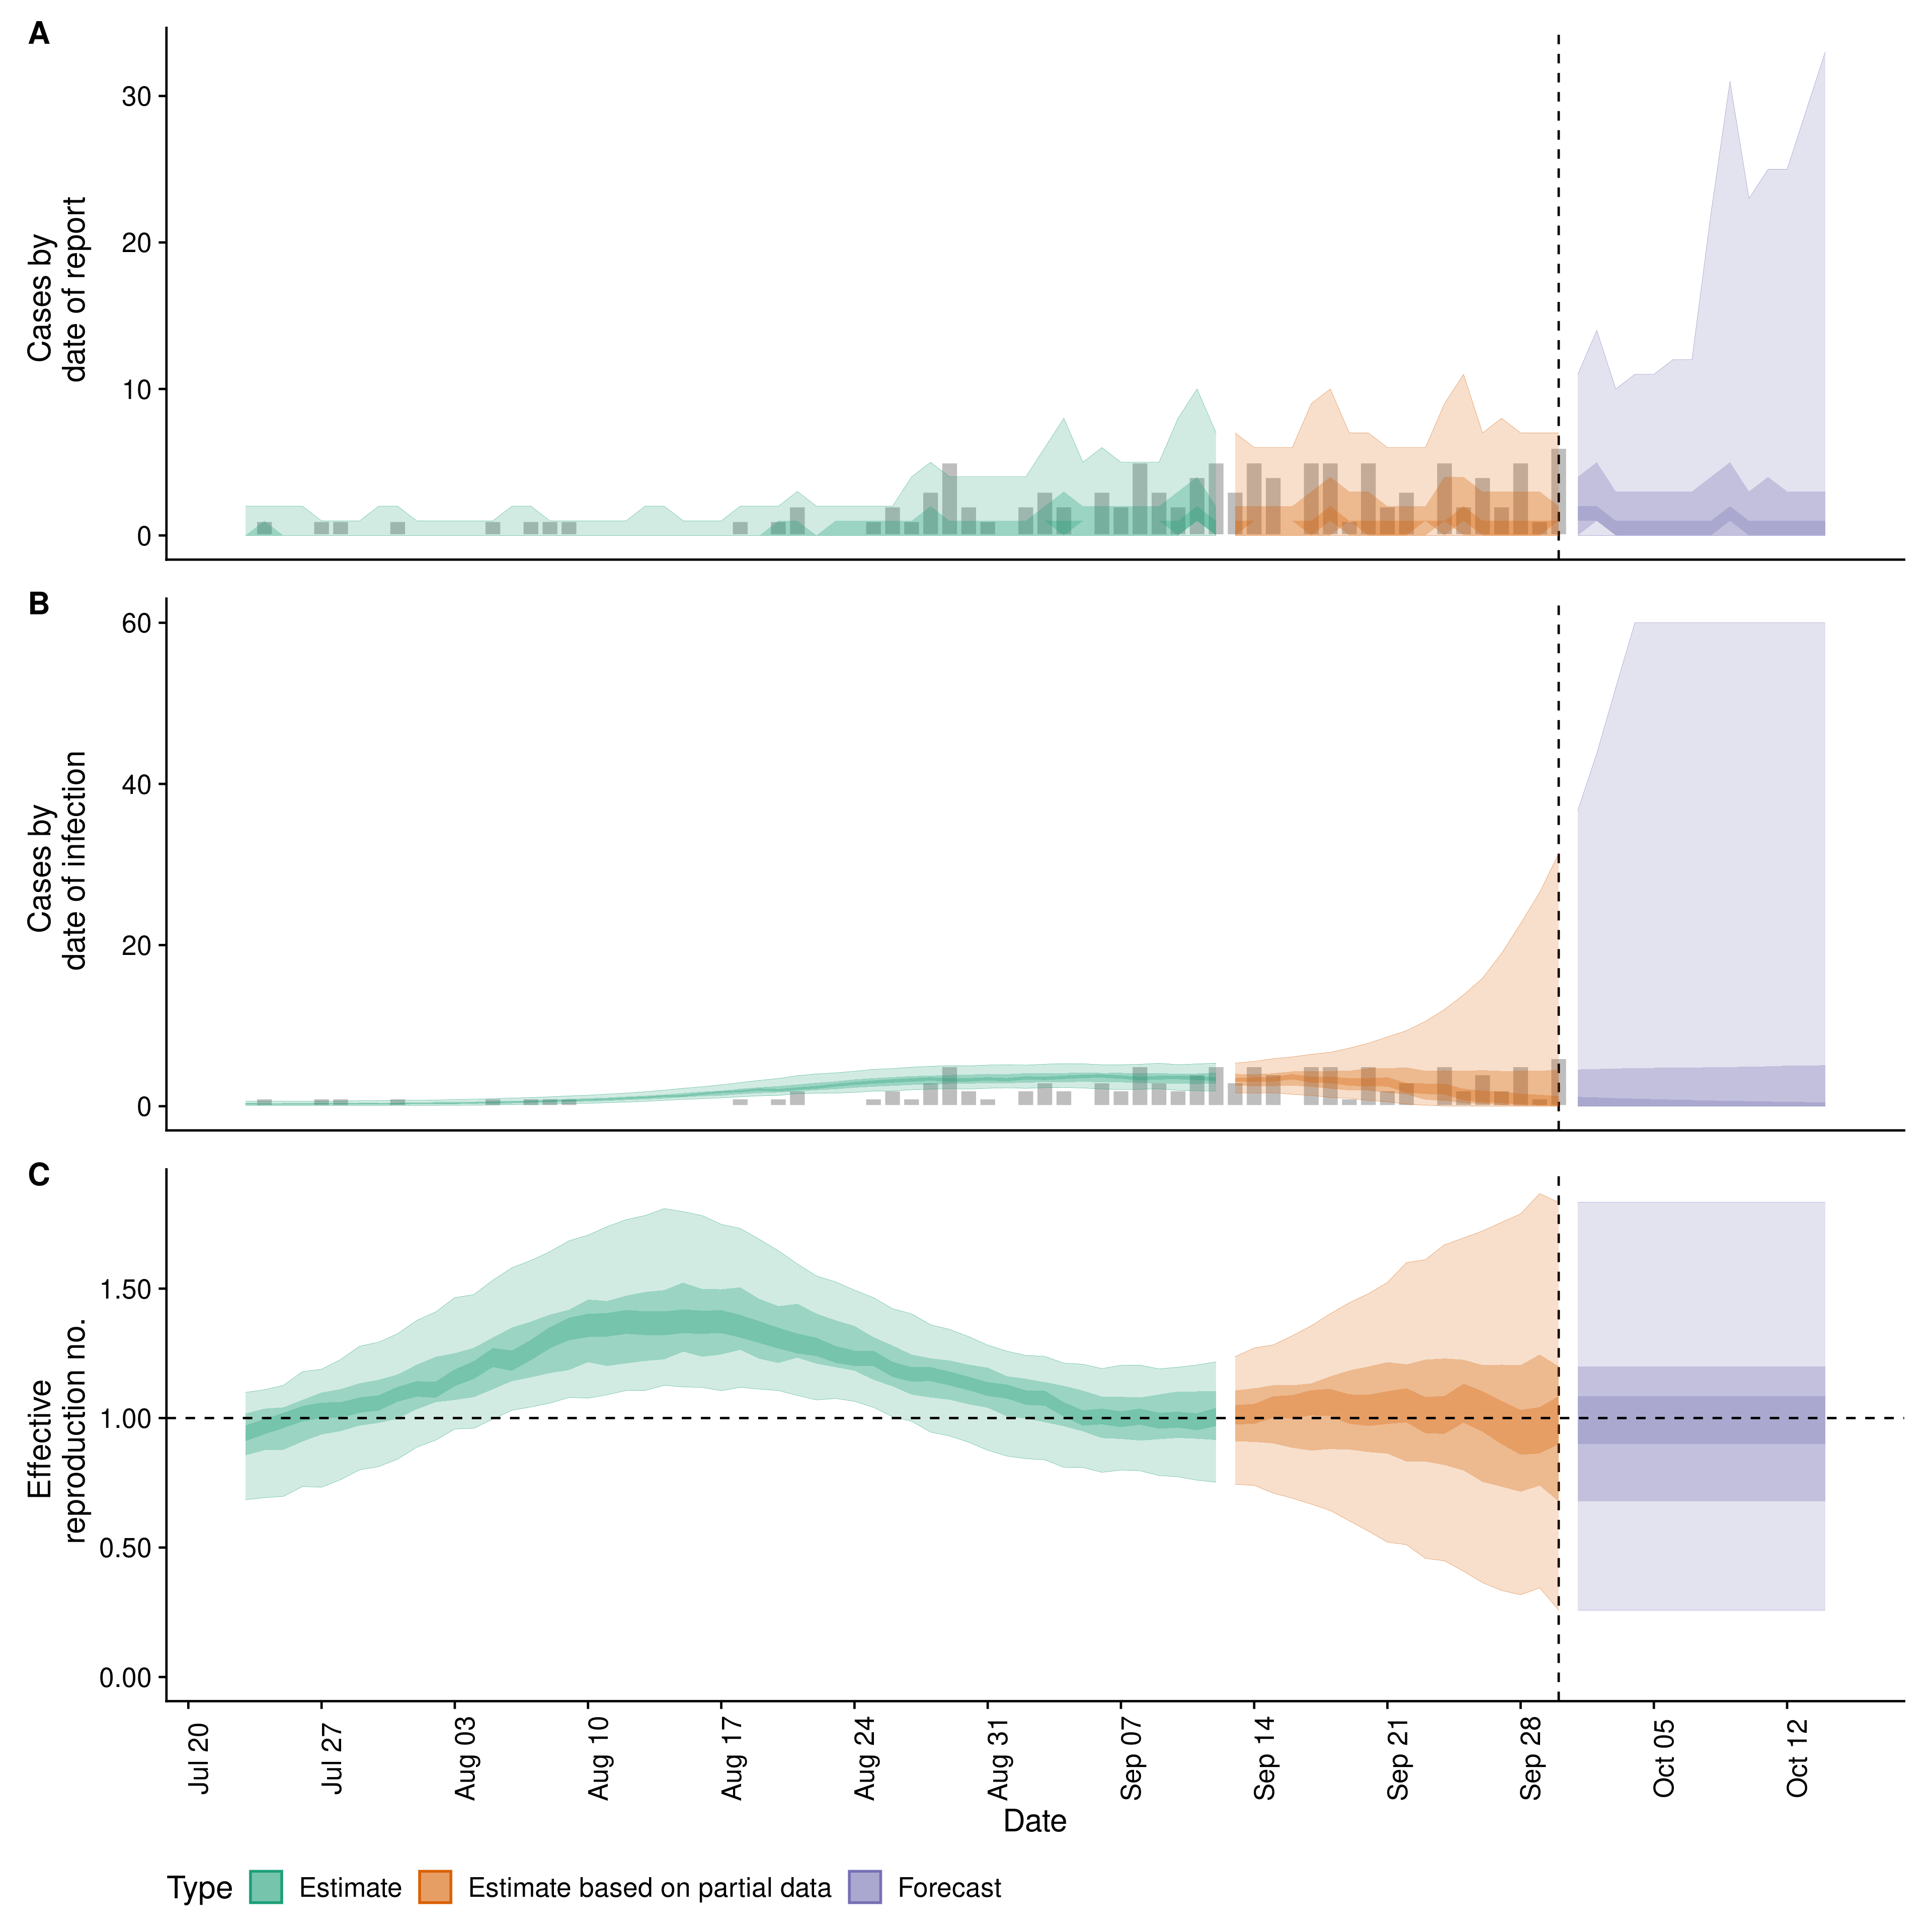 A
Cases by
date of report
30
20
10
0
B
Cases by
date of infection
60
40
20
0
C
Effective
reproduction no.
1.50
1.00
0.50
0.00
Jul 20
Jul 27
Aug 03
Aug 10
Aug 17
Aug 24
Aug 31
Sep 07
Sep 14
Sep 21
Sep 28
Oct 05
Oct 12
Date
Type Estimate Estimate based on partial data Forecast